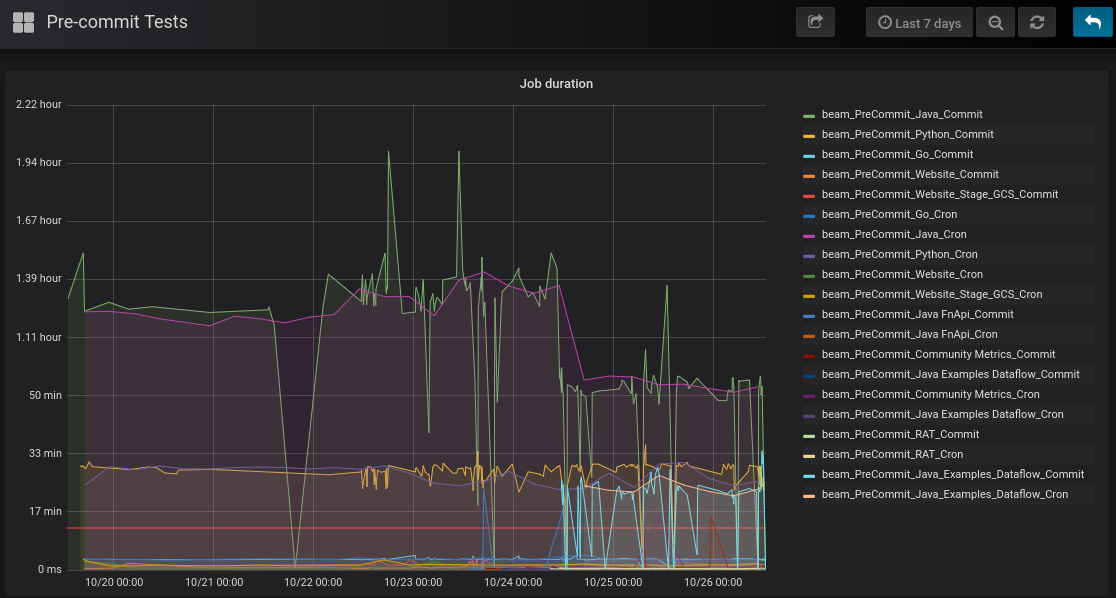 Pre-commit Tests
Last 7 days
Job duration
2.22 hour
1.94 hour
1.67 hour
1.39 hour
1.11 hour
50 min
33 min
17 min
0 ms
10/20 00:00
10/21 00:00
10/22 00:00
10/23 00:00
10/24 00:00
10/25 00:00
10/26 00:00
beam_PreCommit_Java_Commit
beam_PreCommit_Python_Commit
beam_PreCommit_Go_Commit
beam_PreCommit_Website_Commit
beam_PreCommit_Website_Stage_GCS_Commit
beam_PreCommit_Go_Cron
beam_PreCommit_Java_Cron
beam_PreCommit_Python_Cron
beam_PreCommit_Website_Cron
beam_PreCommit_Website_Stage_GCS_Cron
beam_PreCommit_Java FnApi_Commit
beam_PreCommit_Java FnApi_Cron
beam_PreCommit_Community Metrics_Commit
beam_PreCommit_Java Examples Dataflow_Commit
beam_PreCommit_Community Metrics_Cron
beam_PreCommit_Java Examples Dataflow_Cron
beam_PreCommit_RAT_Commit
beam_PreCommit_RAT_Cron
beam_PreCommit_Java_Examples_Dataflow_Commit
beam_PreCommit_Java_Examples_Dataflow_Cron